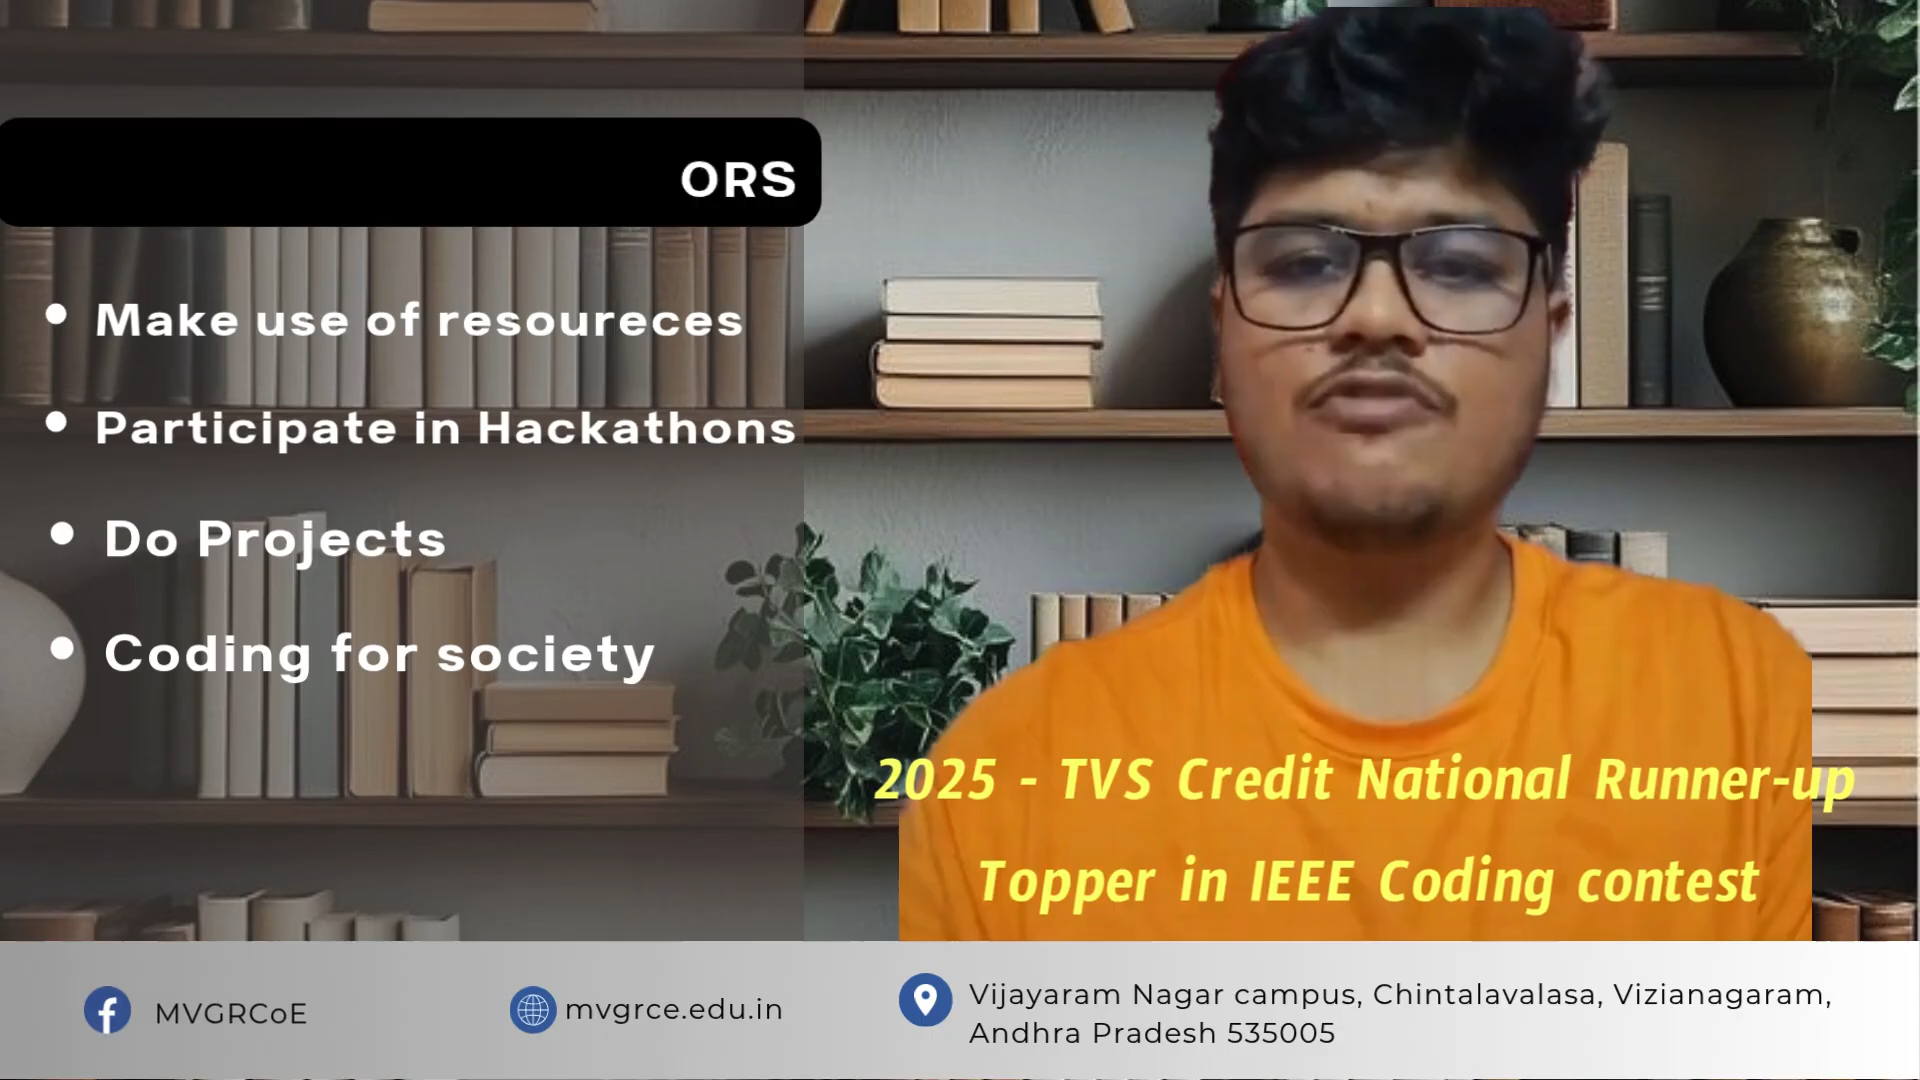 ORS
Make use of resoureces
Participate in Hackathons
Do Projects
Coding for society
2025 - TVS Credit National Runner-up
Topper in IEEE Coding contest
MVGRCoE
mvgrce.edu.in
Vijayaram Nagar campus, Chintalavalasa, Vizianagaram,
Andhra Pradesh 535005